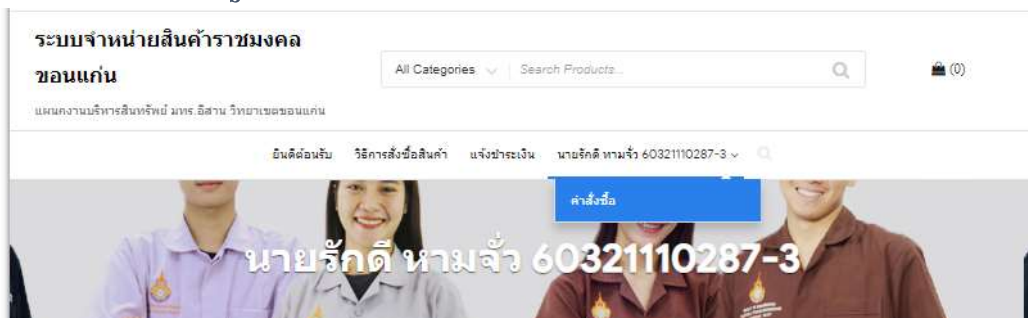 ระบบจำหน่ายสินค้าราชมงคล
ขอนแก่น
แผนกงานบริหารสินทรัพย์ มทร.อีสาน วิทยาเขตขอนแก่น
All Categories
Search Products...
(0)
ยินดีต้อนรับ วิธีการสั่งซื้อสินค้า แจ้งชำระเงิน นายรักดี หามจั่ว 60321110287-3
คำสั่งซื้อ
นายรักดี หามจั่ว 60321110287-3